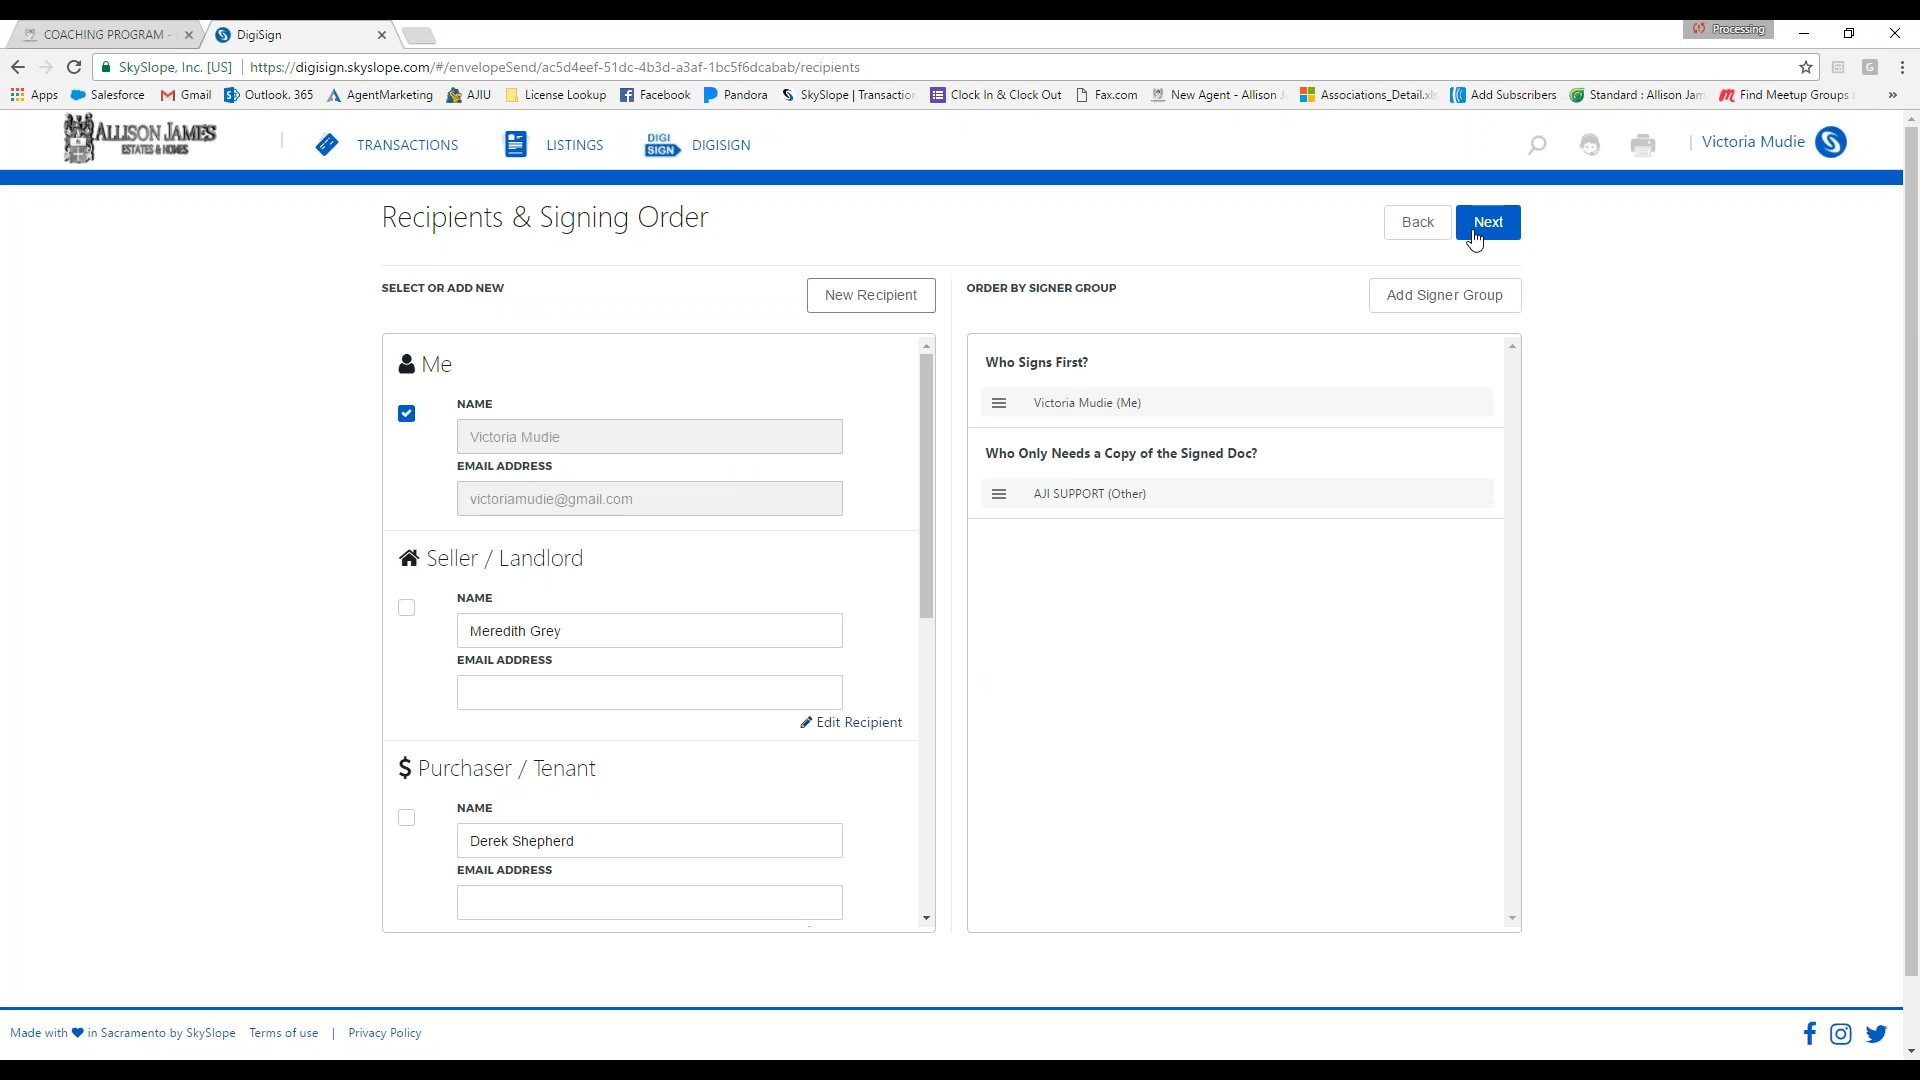 COACHING PROGRAM -
DigiSign
Processing
SkySlope, Inc. [US] https://digisign.skyslope.com/#/envelopeSend/ac5d4eef-51dc-4b3d-a3af-1bc5f6dcabab/recipients
Apps Salesforce Gmail Outlook. 365 AgentMarketing AJIU License Lookup Facebook Pandora SkySlope | Transactio Clock In & Clock Out Fax.com New Agent - Allison J Associations_Detail.xl Add Subscribers Standard : Allison Jam Find Meetup Groups »
ALLISON JAMES
ESTATES & HOMES
TRANSACTIONS
LISTINGS
DIGI
SIGN
DIGISIGN
Victoria Mudie
Recipients & Signing Order
Back
Next
SELECT OR ADD NEW
New Recipient
ORDER BY SIGNER GROUP
Add Signer Group
Me
NAME
Victoria Mudie
EMAIL ADDRESS
victoriamudie@gmail.com
Seller / Landlord
NAME
Meredith Grey
EMAIL ADDRESS
Edit Recipient
$ Purchaser / Tenant
NAME
Derek Shepherd
EMAIL ADDRESS
Who Signs First?
Victoria Mudie (Me)
Who Only Needs a Copy of the Signed Doc?
AJI SUPPORT (Other)
Made with ♥ in Sacramento by SkySlope Terms of use | Privacy Policy